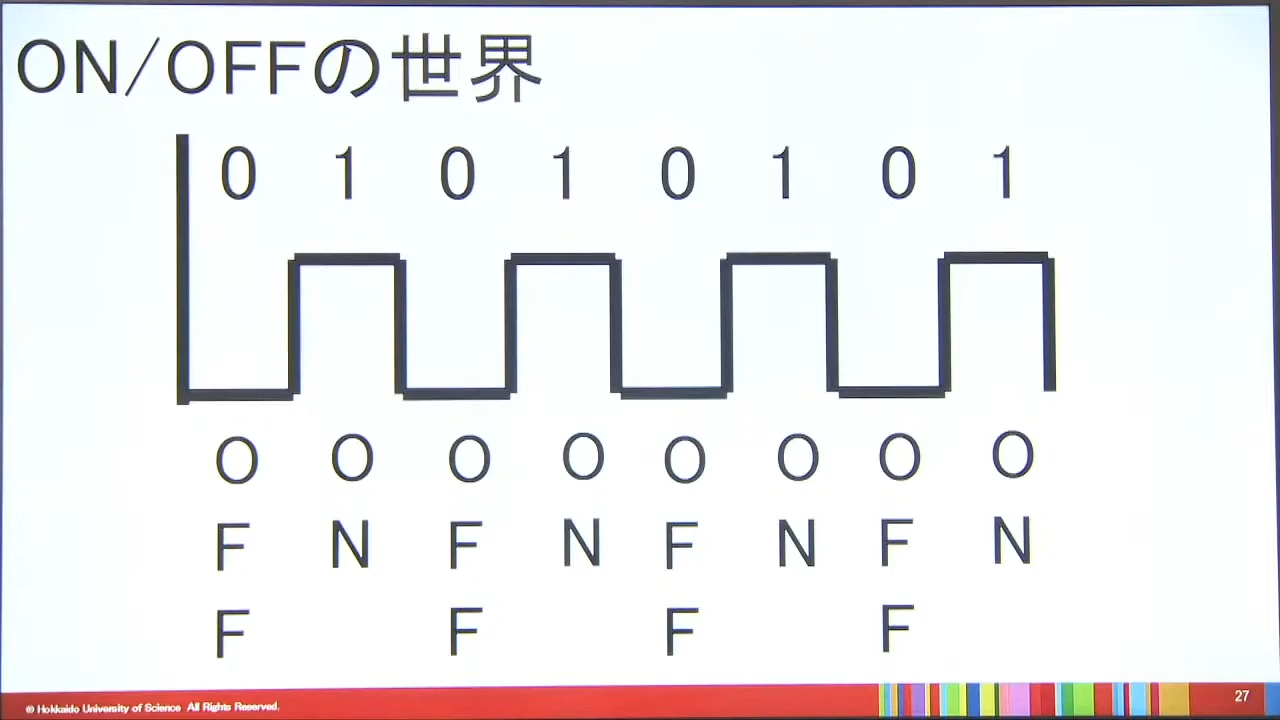 ON/OFFの世界
0 1 0 1 0 1 0 1
O O O O O O O O
F N F N F N F N
F F F F
© Hokkaido University of Science All Rights Reserved.
27